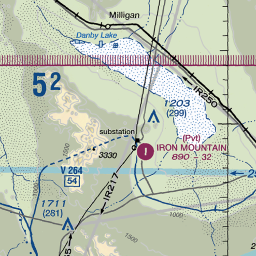 Milligan
Danby Lake
5²
IR250
1203
(299)
substation
(Pvt)
IRON MOUNTAIN
890 - 32
3330
V 264
54
IR217
1711
(281)